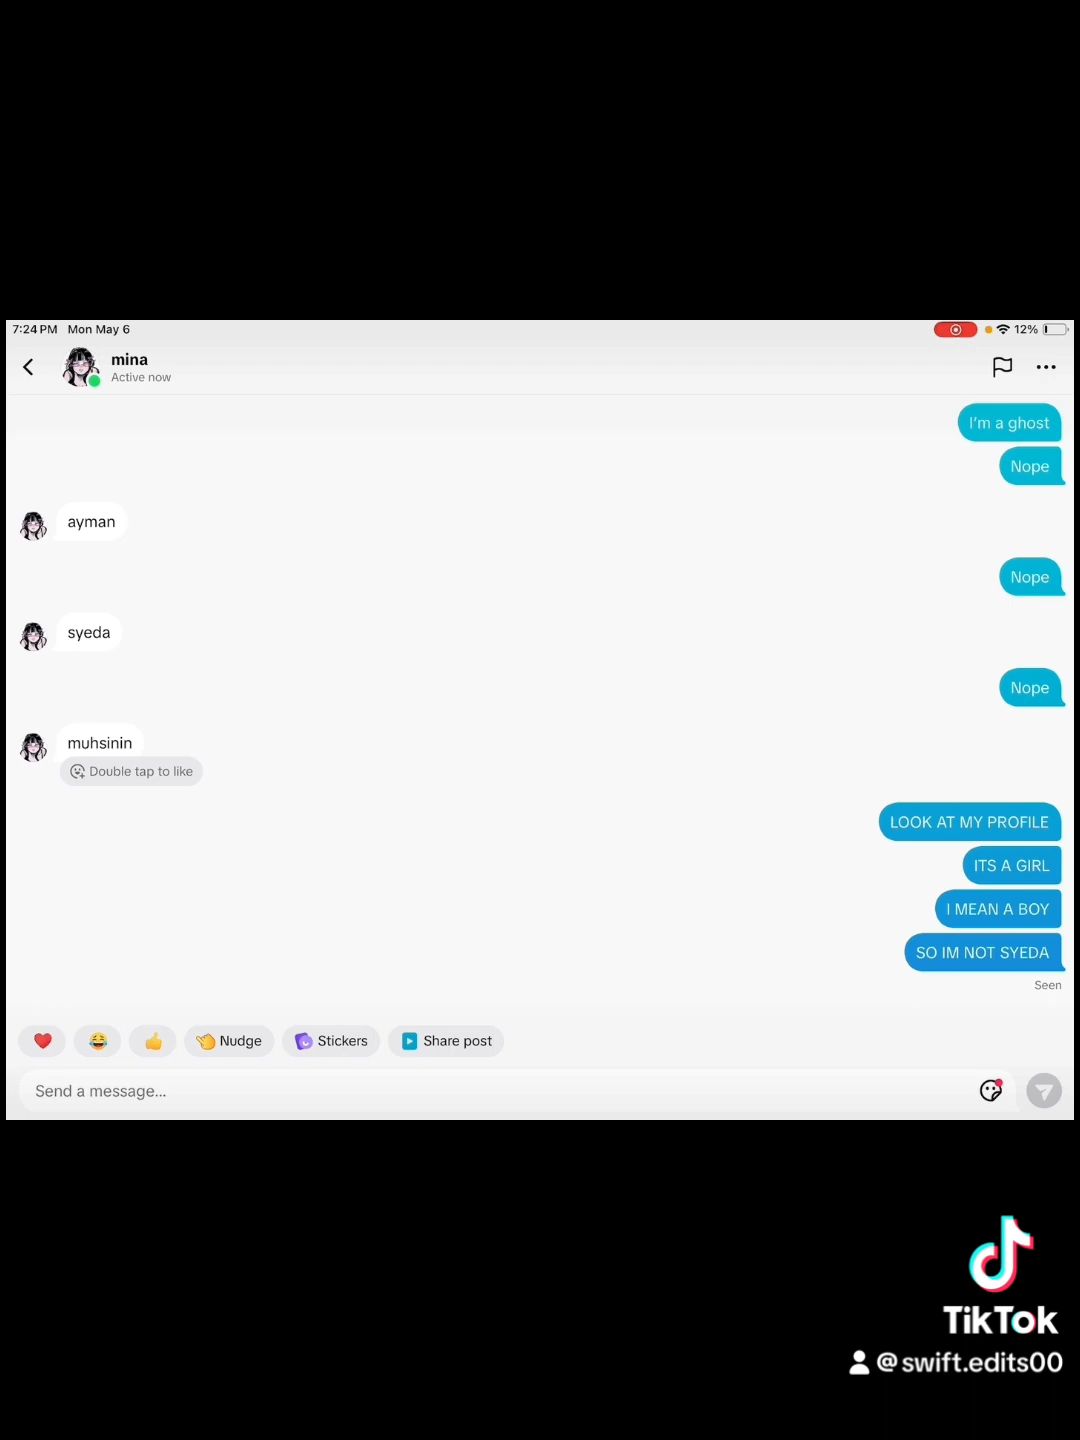 7:24 PM Mon May 6
12%
mina
Active now
I'm a ghost
Nope
ayman
Nope
syeda
Nope
muhsinin
Double tap to like
LOOK AT MY PROFILE
ITS A GIRL
I MEAN A BOY
SO IM NOT SYEDA
Seen
Nudge
Stickers
Share post
Send a message...
TikTok
@swift.edits00